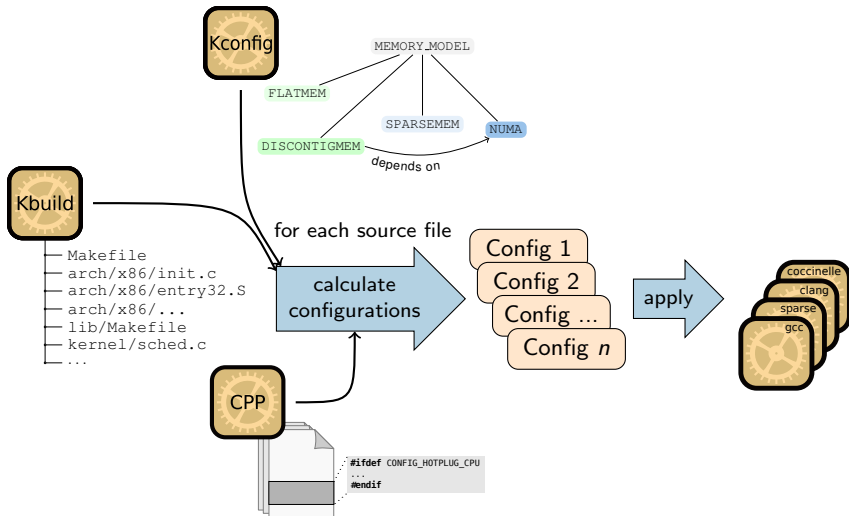 Kconfig
MEMORY_MODEL
FLATMEM
SPARSEMEM
NUMA
DISCONTIGMEM
depends on
Kbuild
Makefile
arch/x86/init.c
arch/x86/entry32.S
arch/x86/...
lib/Makefile
kernel/sched.c
...
for each source file
calculate
configurations
Config 1
Config 2
Config ...
Config n
apply
coccinelle
clang
sparse
gcc
CPP
#ifdef CONFIG_HOTPLUG_CPU
...
#endif